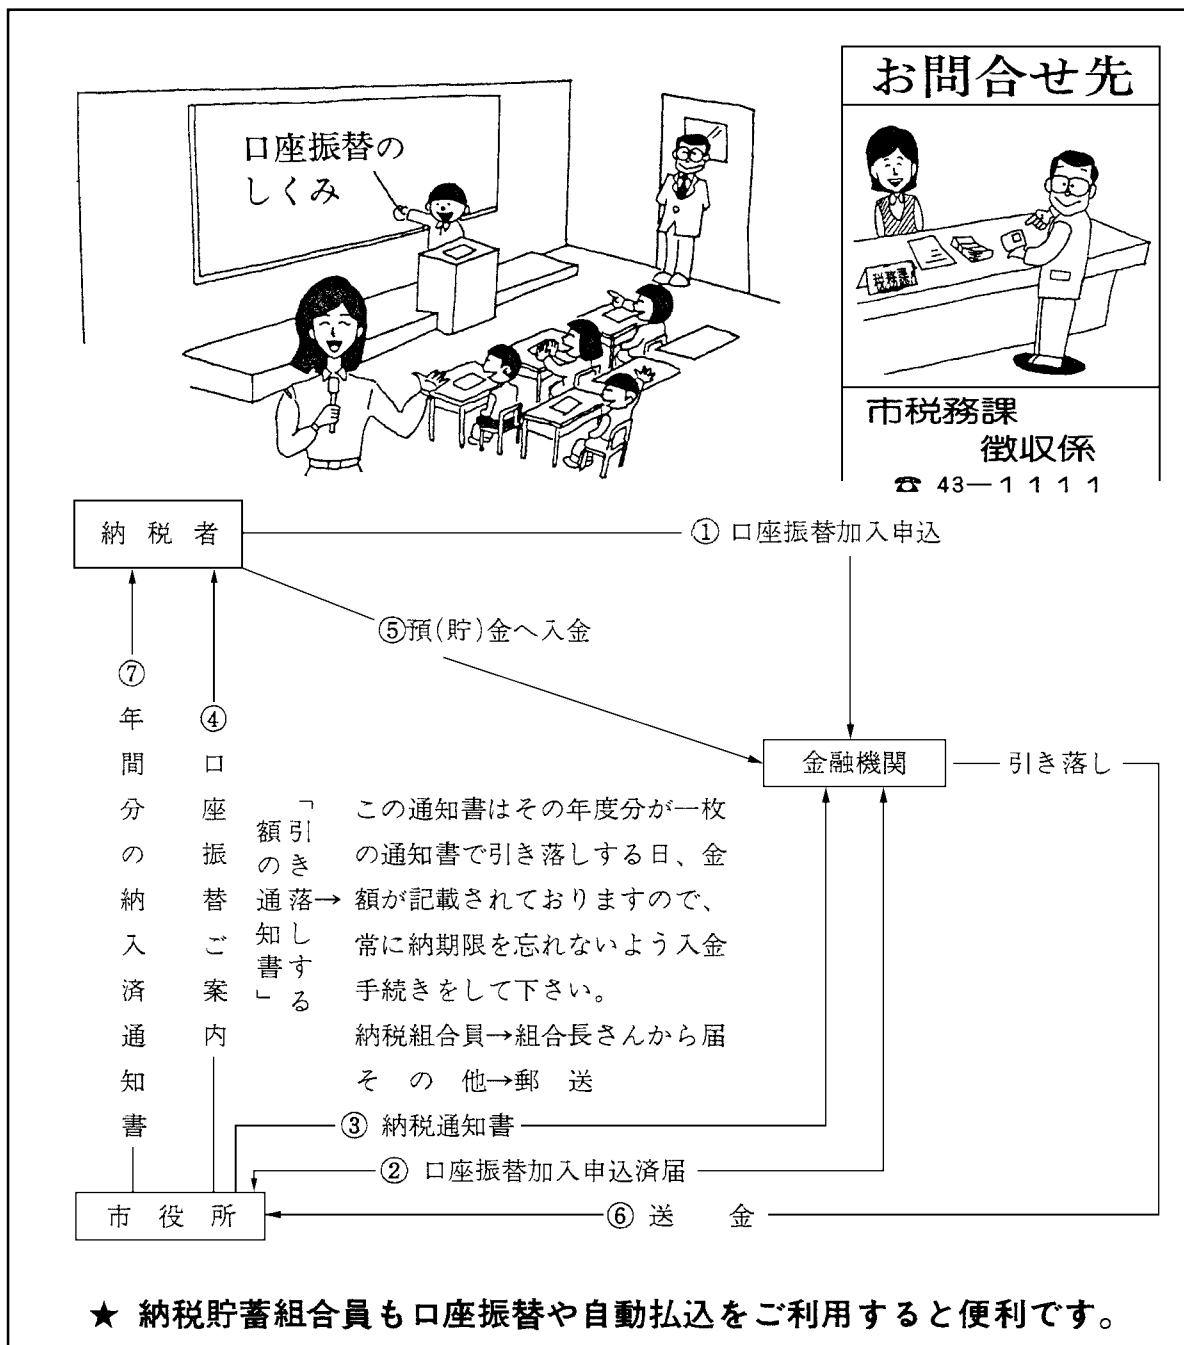 口座振替の
しくみ
お問合せ先
税務課
市税務課
徴収係
☎ 43―1111
納税者
① 口座振替加入申込
⑤預(貯)金へ入金
金融機関
引き落し
⑦年間分の納入済通知書
④口座振替ご案内
「引き落しする
額の通知書」
→
この通知書はその年度分が一枚
の通知書で引き落しする日、金
額が記載されておりますので、
常に納期限を忘れないよう入金
手続きをして下さい。
納税組合員→組合長さんから届
その他→郵送
③ 納税通知書
② 口座振替加入申込済届
市役所
⑥ 送金
★ 納税貯蓄組合員も口座振替や自動払込をご利用すると便利です。